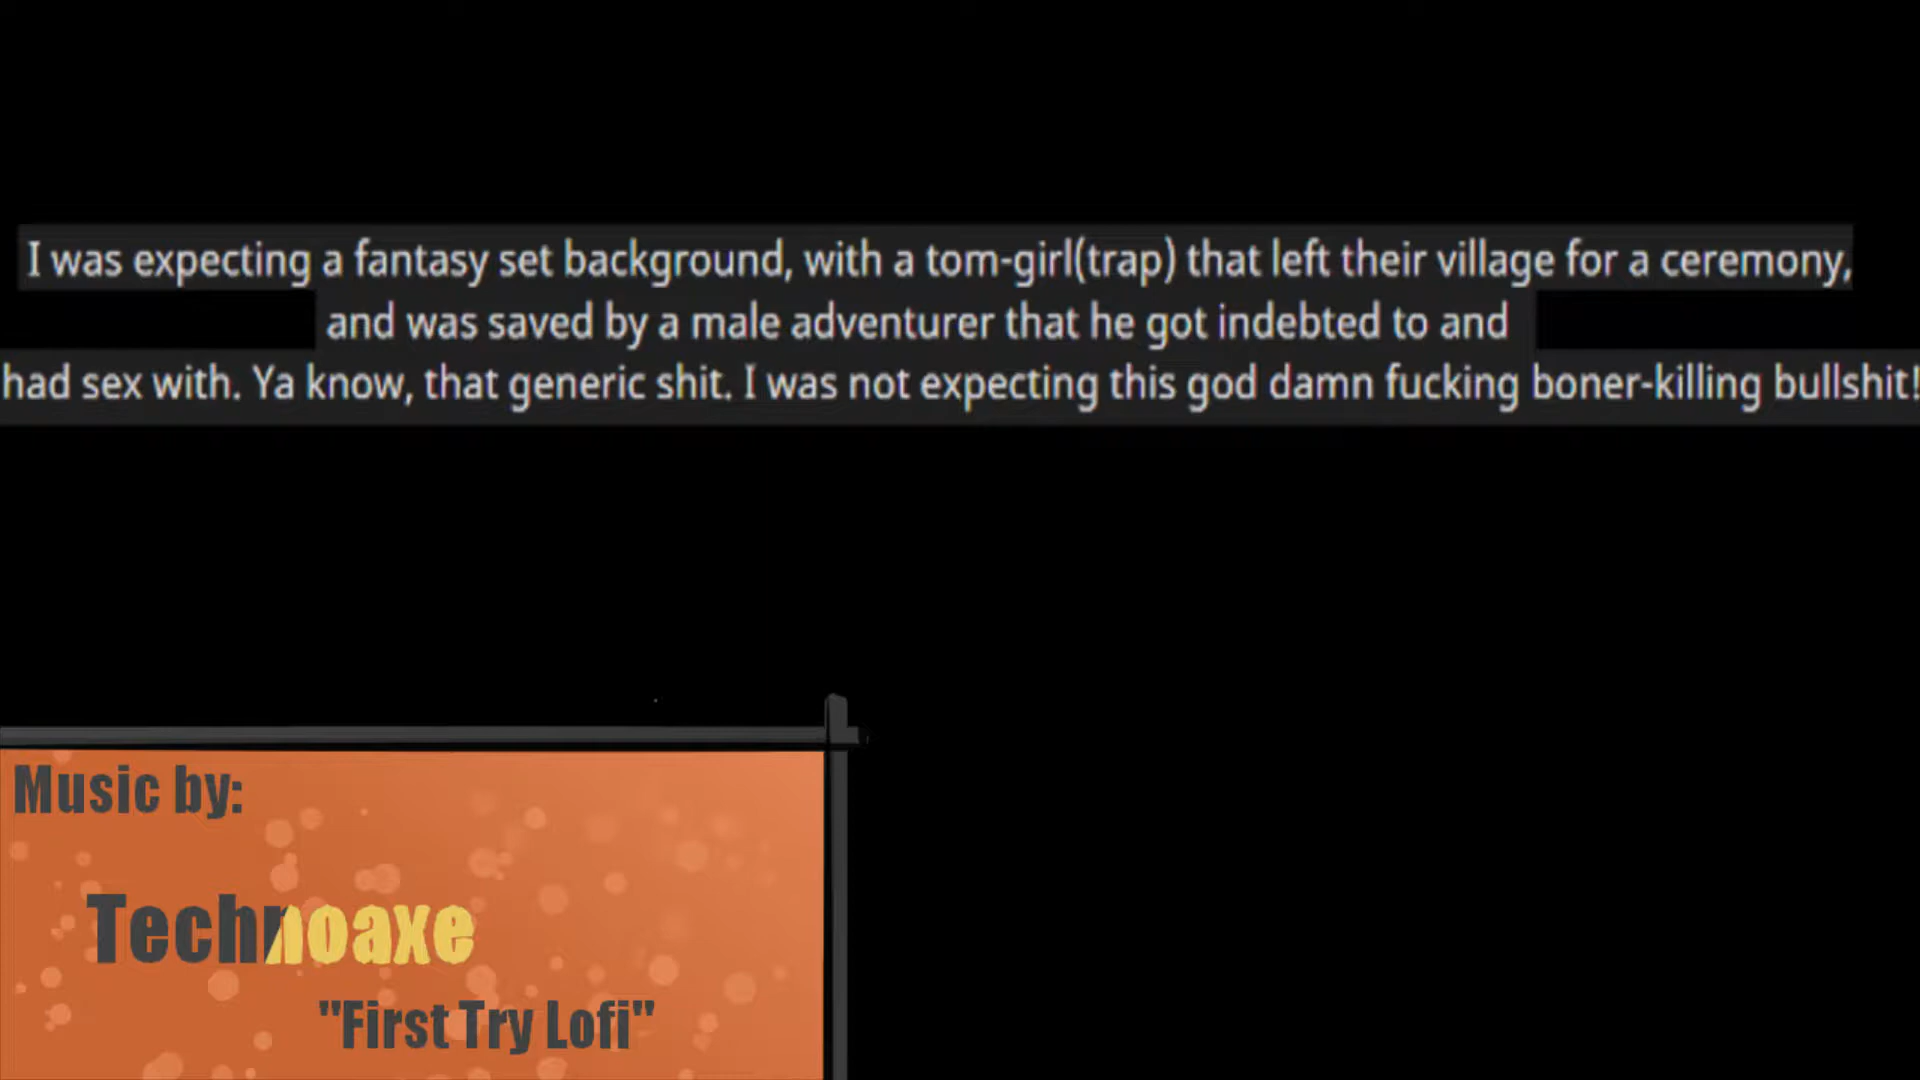 I was expecting a fantasy set background, with a tom-girl(trap) that left their village for a ceremony,
and was saved by a male adventurer that he got indebted to and
had sex with. Ya know, that generic shit. I was not expecting this god damn fucking boner-killing bullshit!
Music by:
Technoaxe
"First Try Lofi"